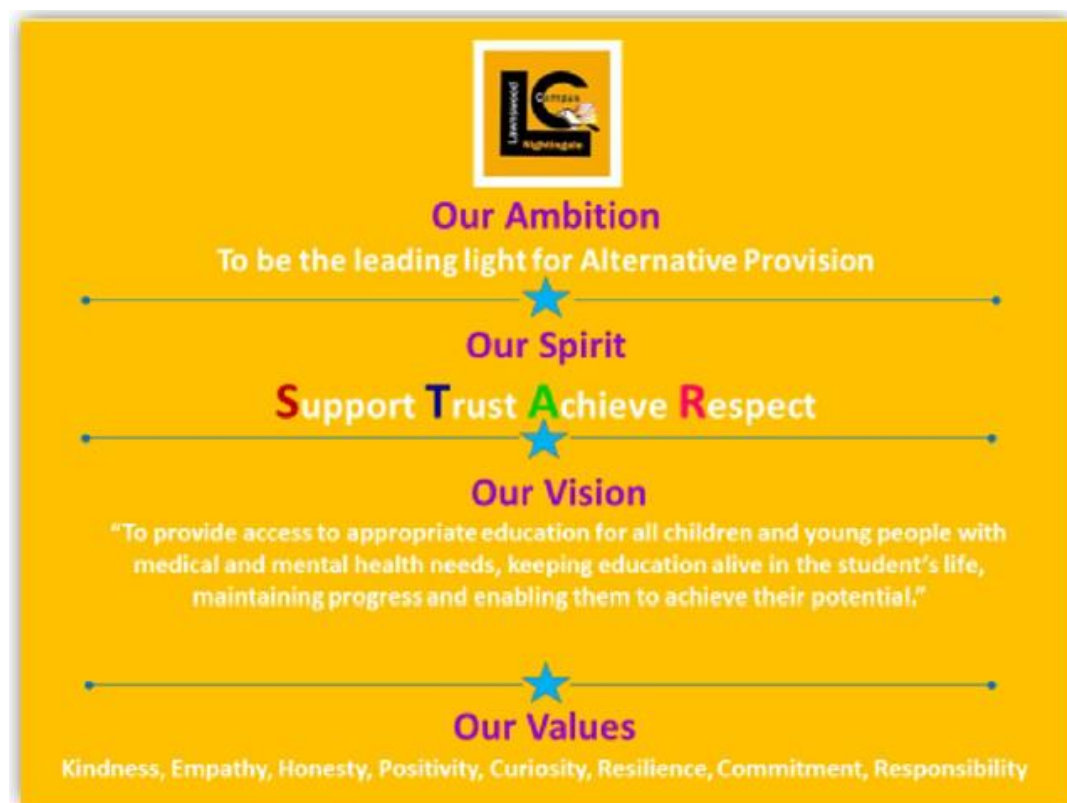 Lawnswood
Campus
Nightingale
Our Ambition
To be the leading light for Alternative Provision
Our Spirit
Support Trust Achieve Respect
Our Vision
“To provide access to appropriate education for all children and young people with
medical and mental health needs, keeping education alive in the student’s life,
maintaining progress and enabling them to achieve their potential.”
Our Values
Kindness, Empathy, Honesty, Positivity, Curiosity, Resilience, Commitment, Responsibility